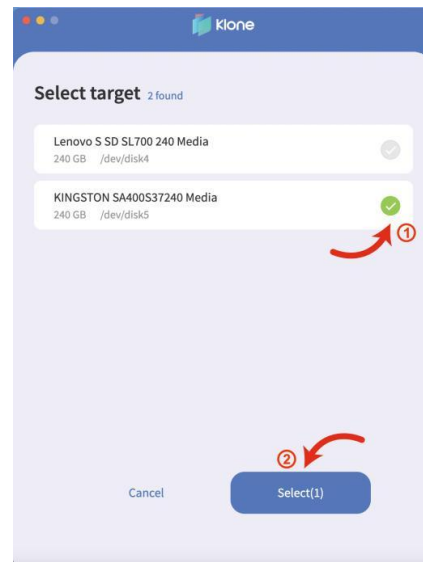 Klone
Select target 2 found
Lenovo S SD SL700 240 Media
240 GB /dev/disk4
KINGSTON SA400S37240 Media
240 GB /dev/disk5
①
②
Cancel Select(1)